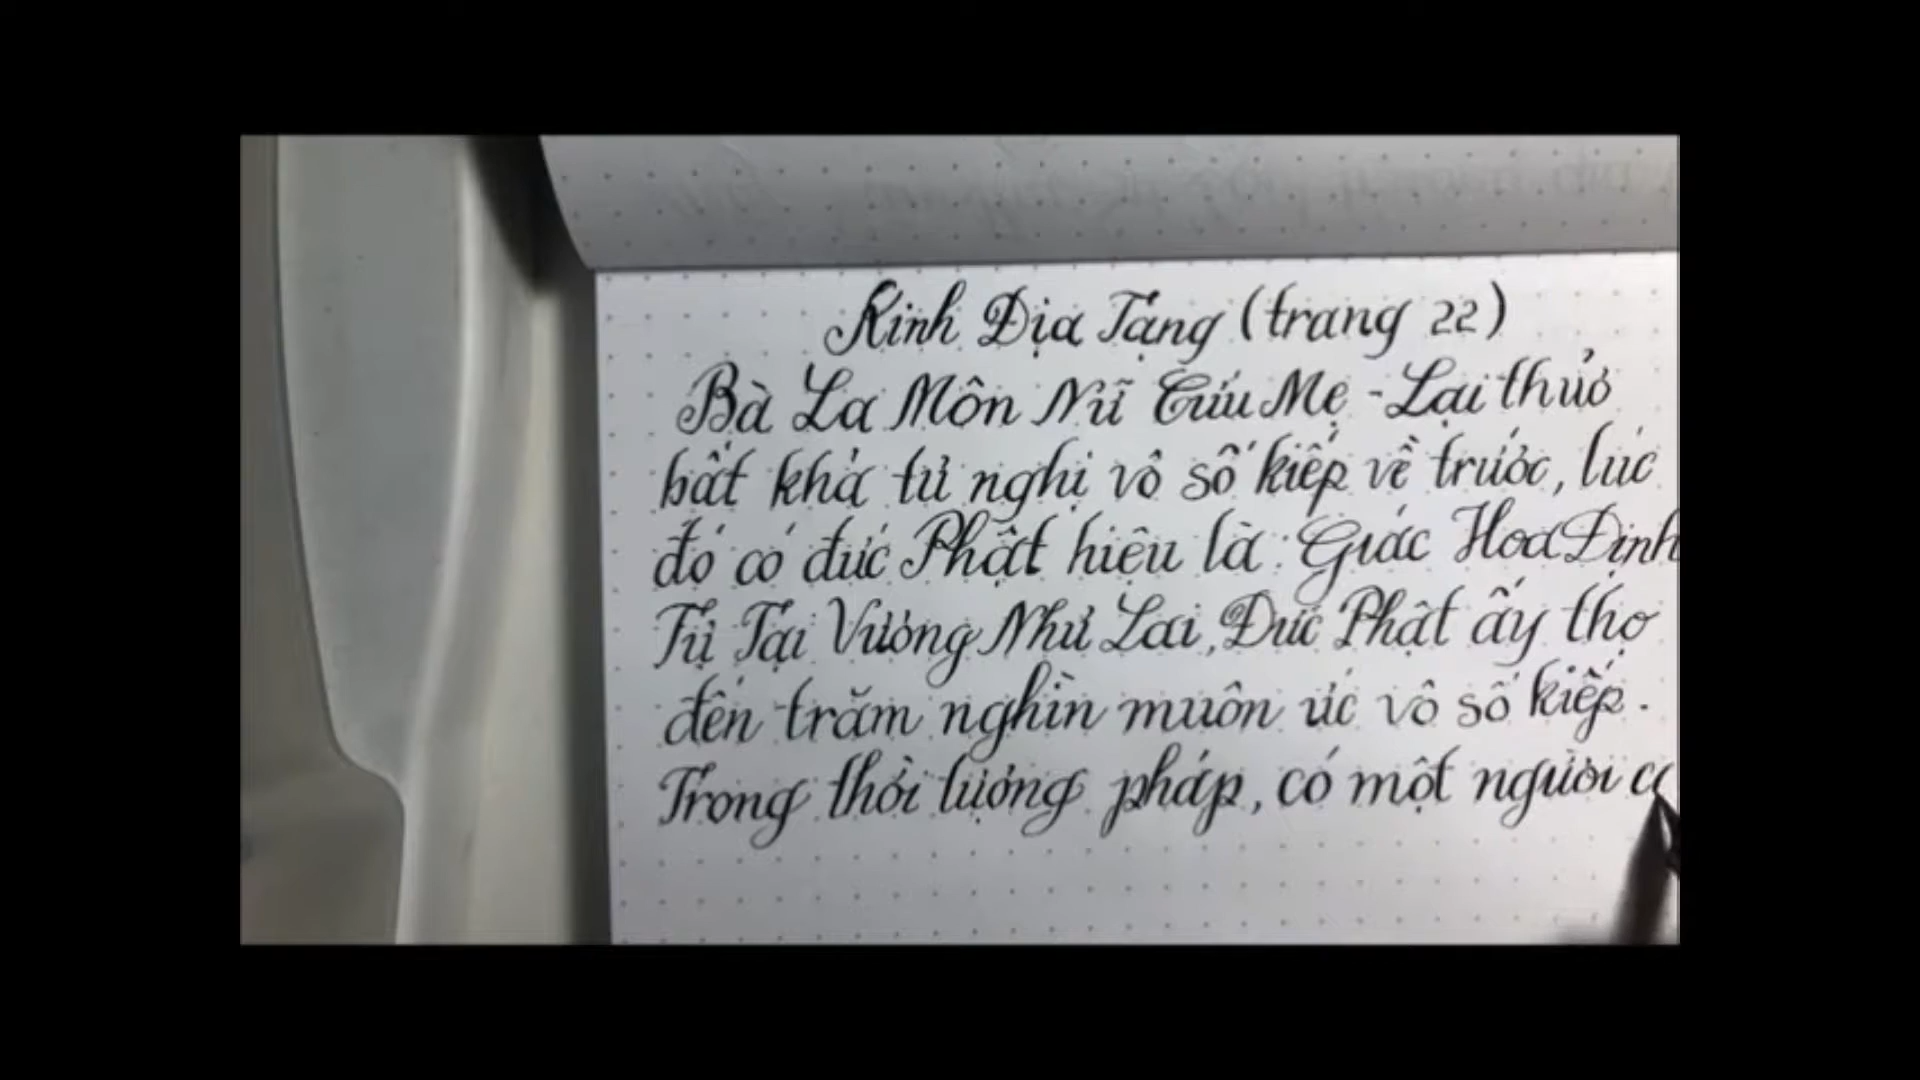 Kinh Địa Tạng (trang 22)
Bà La Môn Nữ Cứu Mẹ - Lại thuở
bất khả tư nghị vô số kiếp về trước, lúc
đó có đức Phật hiệu là: Giác Hoa Định
Tự Tại Vương Như Lai, Đức Phật ấy thọ
đến trăm nghìn muôn ức vô số kiếp.
Trong thời tượng pháp, có một người